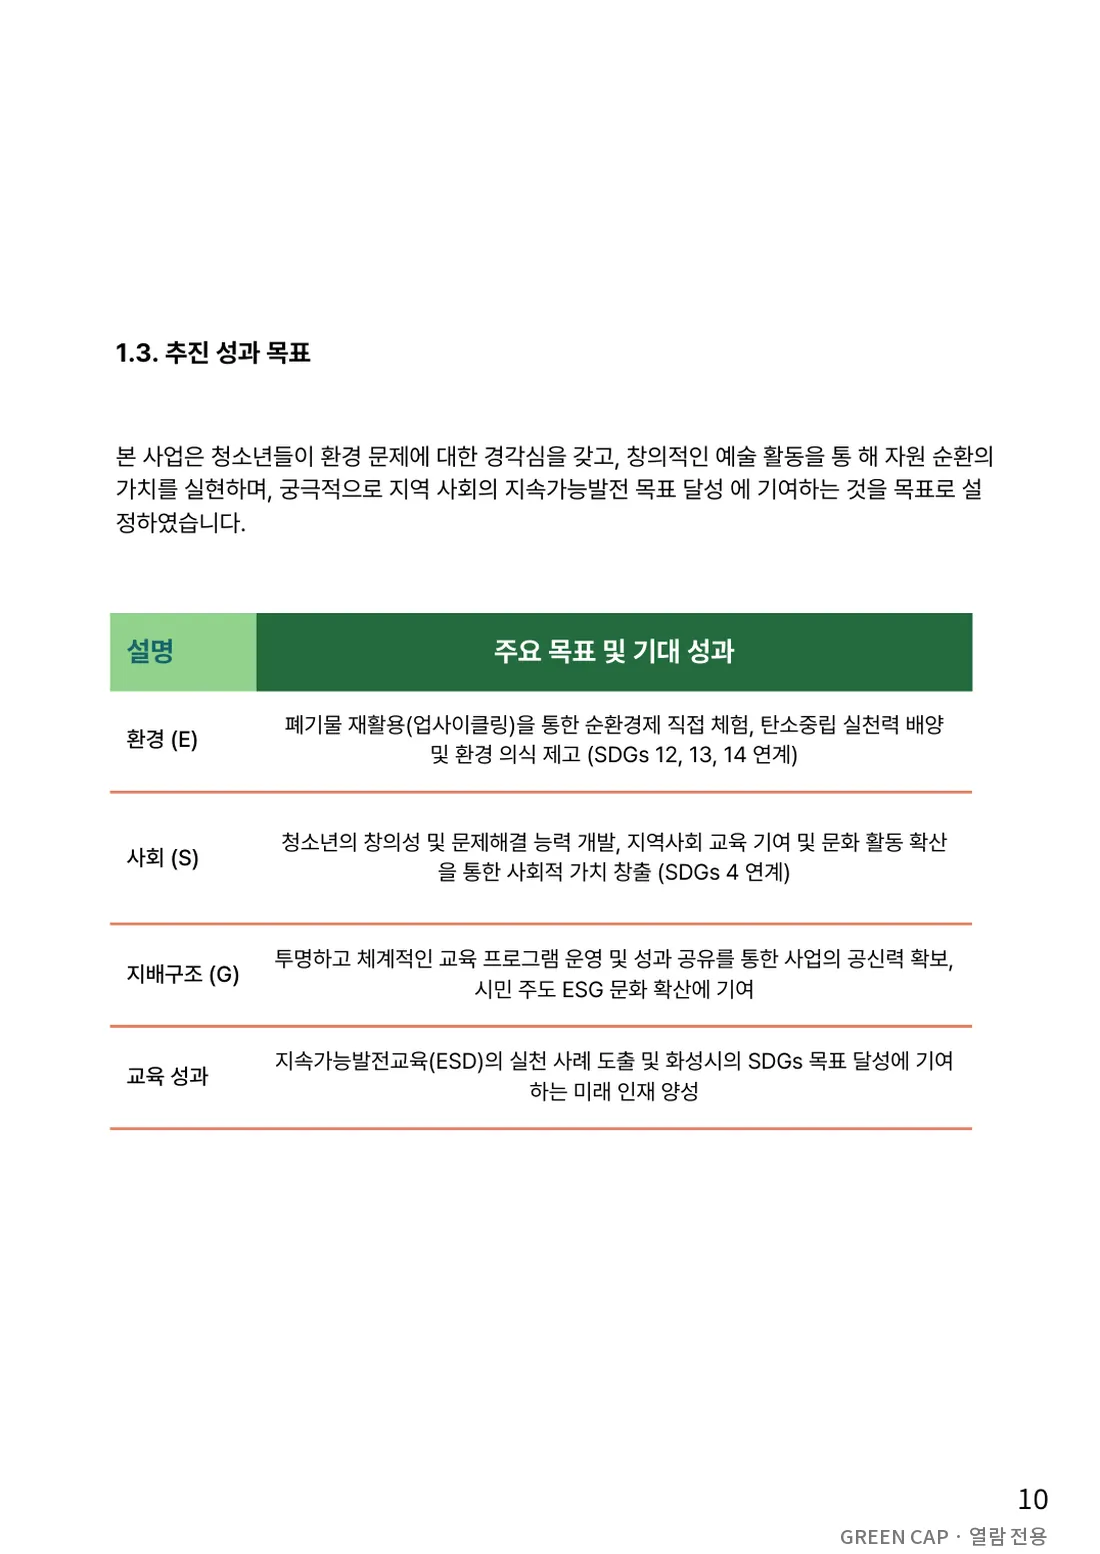 1.3. 추진 성과 목표
본 사업은 청소년들이 환경 문제에 대한 경각심을 갖고, 창의적인 예술 활동을 통 해 자원 순환의
가치를 실현하며, 궁극적으로 지역 사회의 지속가능발전 목표 달성 에 기여하는 것을 목표로 설
정하였습니다.
설명
주요 목표 및 기대 성과
환경 (E)
폐기물 재활용(업사이클링)을 통한 순환경제 직접 체험, 탄소중립 실천력 배양
및 환경 의식 제고 (SDGs 12, 13, 14 연계)
사회 (S)
청소년의 창의성 및 문제해결 능력 개발, 지역사회 교육 기여 및 문화 활동 확산
을 통한 사회적 가치 창출 (SDGs 4 연계)
지배구조 (G)
투명하고 체계적인 교육 프로그램 운영 및 성과 공유를 통한 사업의 공신력 확보,
시민 주도 ESG 문화 확산에 기여
교육 성과
지속가능발전교육(ESD)의 실천 사례 도출 및 화성시의 SDGs 목표 달성에 기여
하는 미래 인재 양성
10
GREEN CAP · 열람 전용